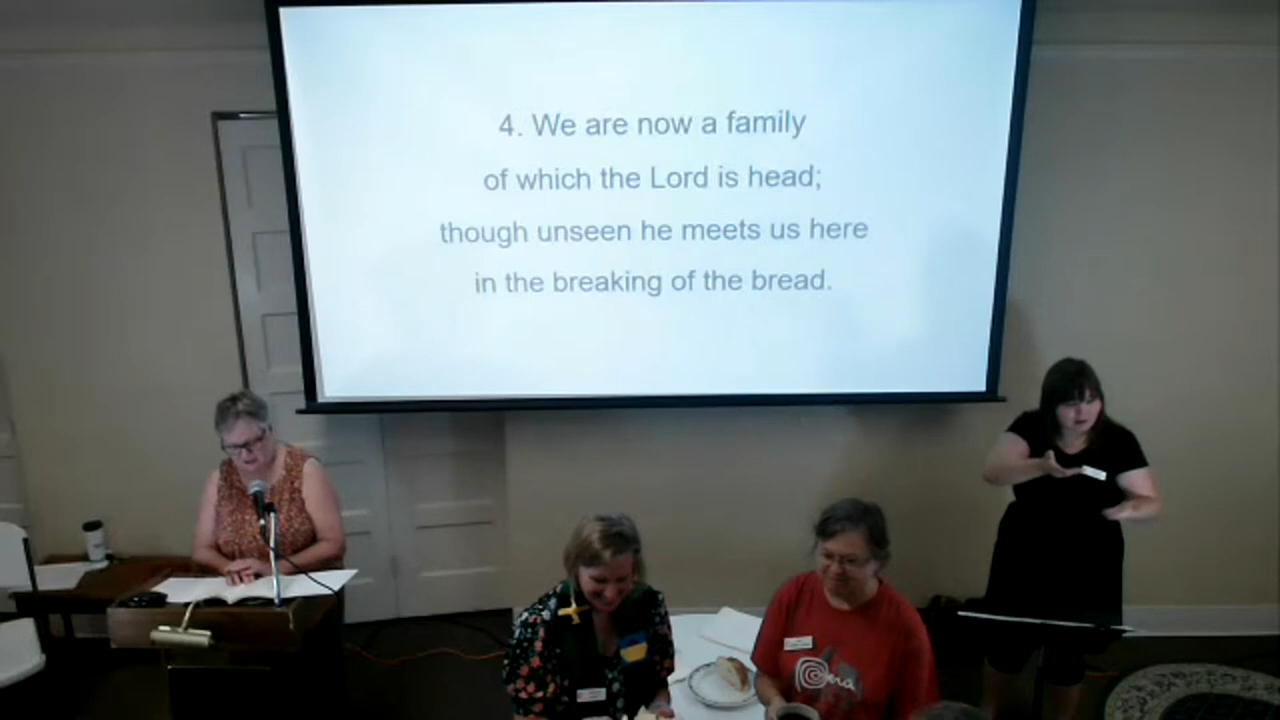 4. We are now a family
of which the Lord is head;
though unseen he meets us here
in the breaking of the bread.